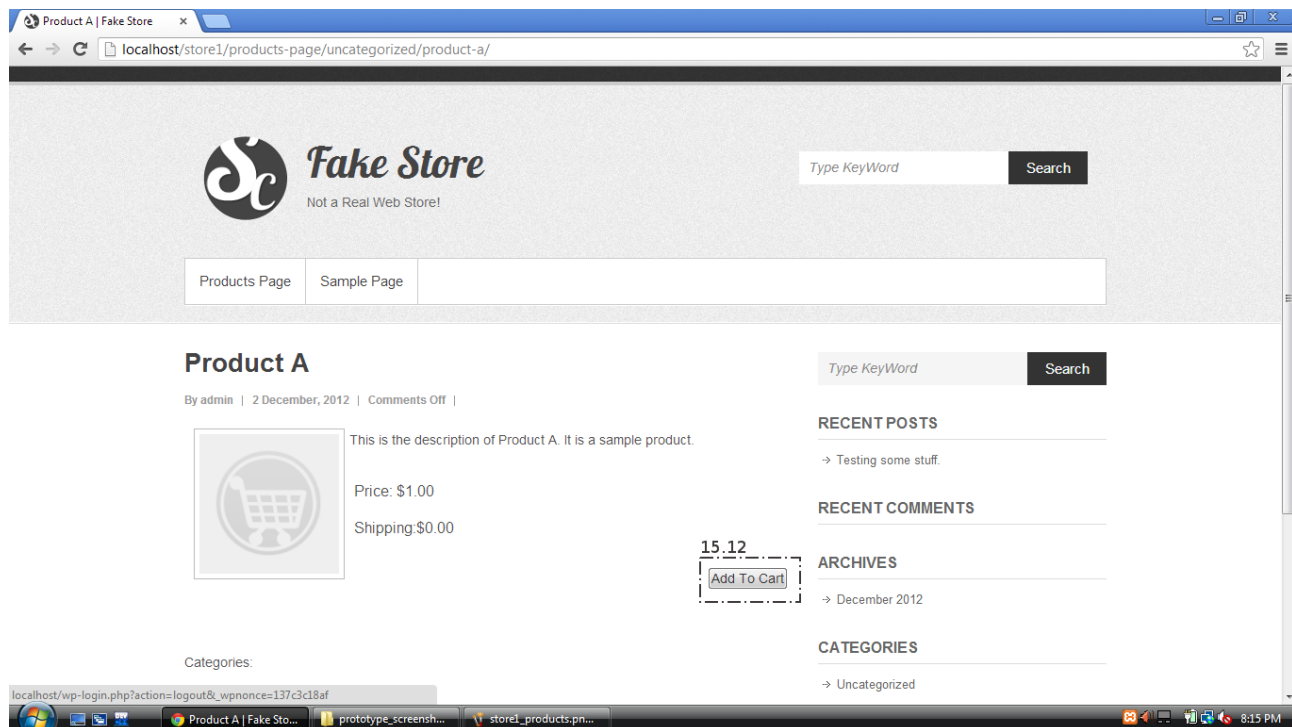 Product A | Fake Store
localhost/store1/products-page/uncategorized/product-a/
Sc
Fake Store
Not a Real Web Store!
Type KeyWord
Search
Products Page
Sample Page
Product A
By admin | 2 December, 2012 | Comments Off |
This is the description of Product A. It is a sample product.
Price: $1.00
Shipping:$0.00
15.12
Add To Cart
Categories:
Type KeyWord
Search
RECENT POSTS
Testing some stuff.
RECENT COMMENTS
ARCHIVES
December 2012
CATEGORIES
Uncategorized
localhost/wp-login.php?action=logout&_wpnonce=137c3c18af
Product A | Fake Sto...
prototype_screensh...
store1_products.pn...
8:15 PM